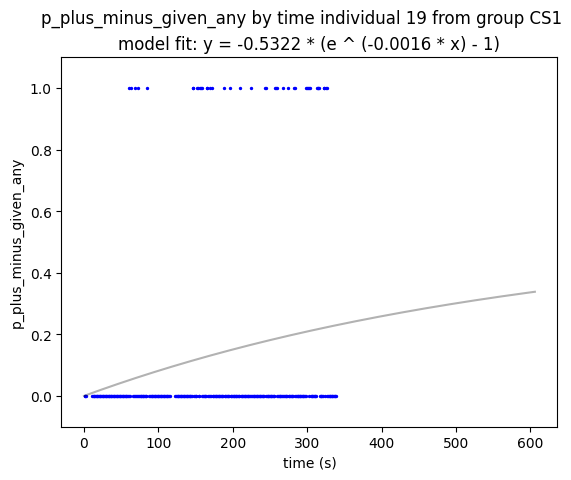 p_plus_minus_given_any by time individual 19 from group CS1
model fit: y = -0.5322 * (e ^ (-0.0016 * x) - 1)
1.0
0.8
0.6
0.4
0.2
0.0
p_plus_minus_given_any
0 100 200 300 400 500 600
time (s)